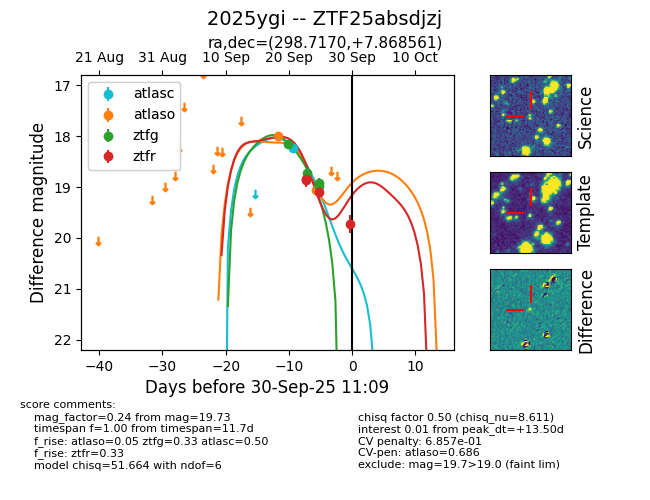 2025ygi -- ZTF25absdjzj
ra,dec=(298.7170,+7.868561)
21 Aug 31 Aug 10 Sep 20 Sep 30 Sep 10 Oct
atlasc
atlaso
ztfg
ztfr
17
18
19
20
21
22
Difference magnitude
−40 −30 −20 −10 0 10
Days before 30-Sep-25 11:09
Science
Template
Difference
score comments:
mag_factor=0.24 from mag=19.73
timespan f=1.00 from timespan=11.7d
f_rise: atlaso=0.05 ztfg=0.33 atlasc=0.50
f_rise: ztfr=0.33
model chisq=51.664 with ndof=6
chisq factor 0.50 (chisq_nu=8.611)
interest 0.01 from peak_dt=+13.50d
CV penalty: 6.857e-01
CV-pen: atlaso=0.686
exclude: mag=19.7>19.0 (faint lim)